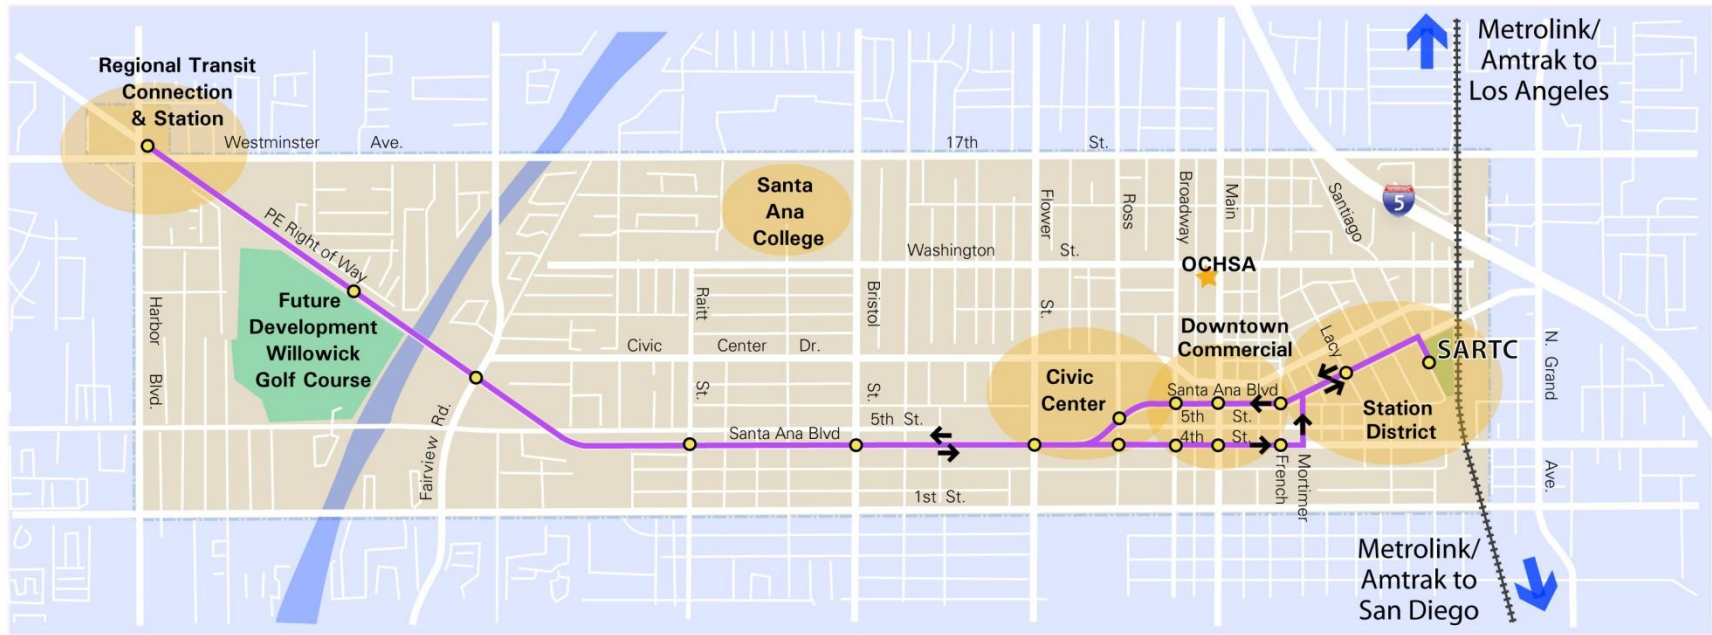 Regional Transit
Connection
& Station
Westminster Ave.
17th St.
Metrolink/
Amtrak to
Los Angeles
PE Right of Way
Santa
Ana
College
Flower St.
Ross
Broadway
Main
Santiago
INTERSTATE
5
Washington St.
OCHSA
Future
Development
Willowick
Golf Course
Harbor Blvd.
Raitt St.
Bristol St.
Civic Center Dr.
Downtown
Commercial
Lacy
SARTC
N. Grand Ave.
Civic
Center
Santa Ana Blvd
5th St.
4th St.
Station
District
5th St.
Santa Ana Blvd
Fairview Rd.
French
Mortimer
1st St.
Metrolink/
Amtrak to
San Diego